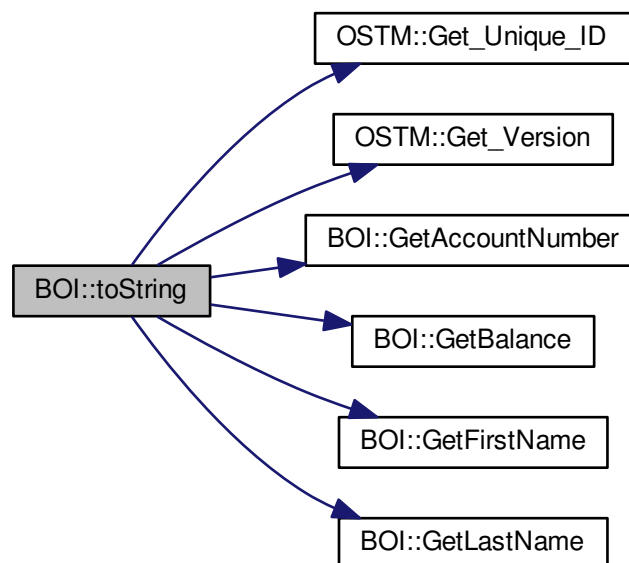 OSTM::Get_Unique_ID
OSTM::Get_Version
BOI::GetAccountNumber
BOI::toString
BOI::GetBalance
BOI::GetFirstName
BOI::GetLastName